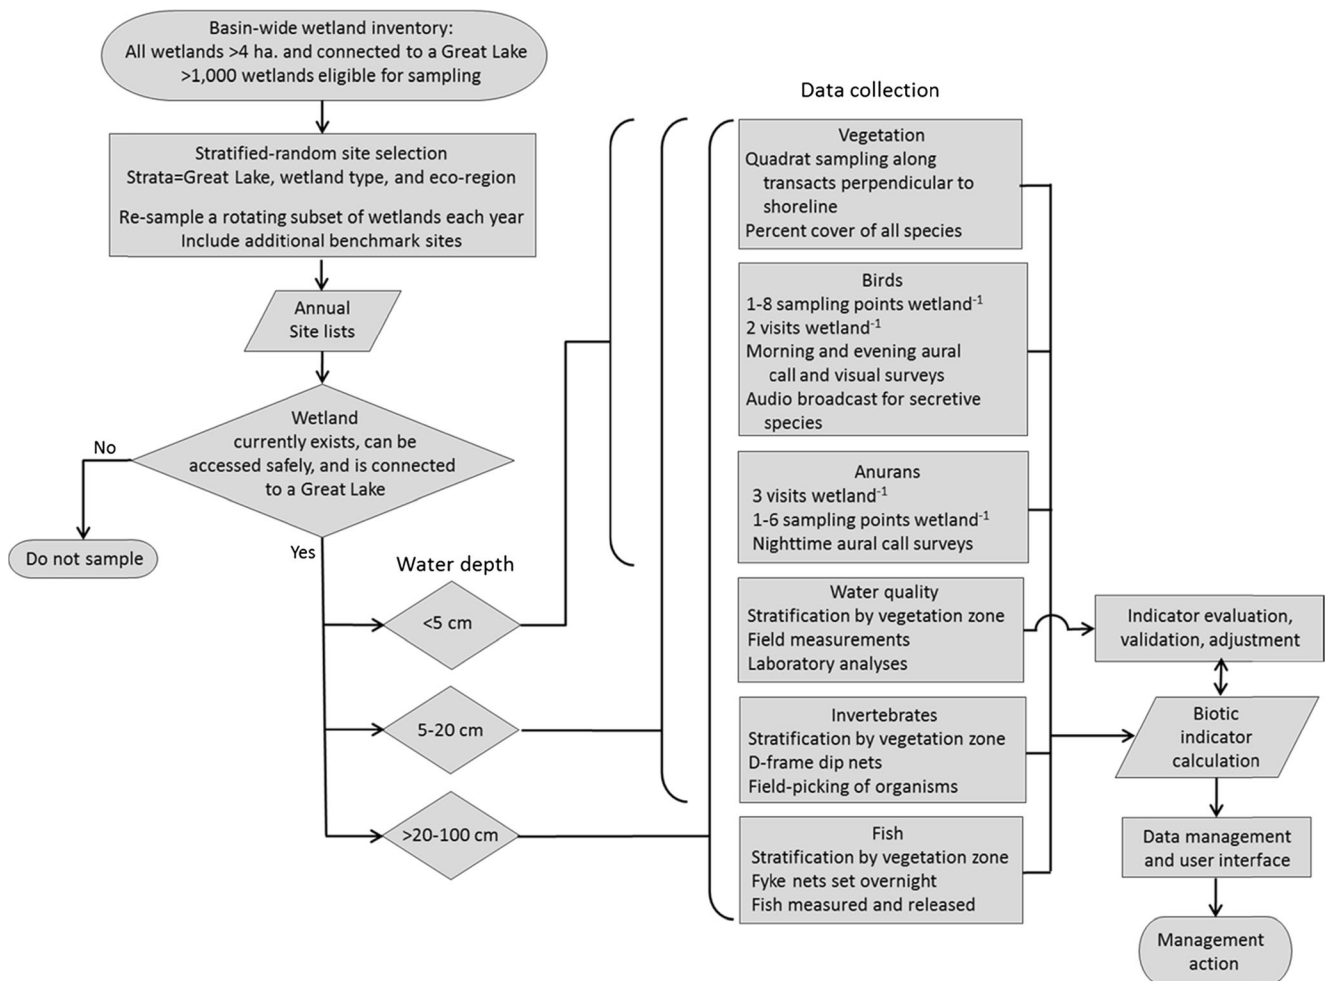 Basin-wide wetland inventory:
All wetlands >4 ha. and connected to a Great Lake
>1,000 wetlands eligible for sampling
Stratified-random site selection
Strata=Great Lake, wetland type, and eco-region
Re-sample a rotating subset of wetlands each year
Include additional benchmark sites
Annual
Site lists
Wetland
currently exists, can be
accessed safely, and is connected
to a Great Lake
No
Do not sample
Yes
Water depth
<5 cm
5-20 cm
>20-100 cm
Data collection
Vegetation
Quadrat sampling along
transacts perpendicular to
shoreline
Percent cover of all species
Birds
1-8 sampling points wetland⁻¹
2 visits wetland⁻¹
Morning and evening aural
call and visual surveys
Audio broadcast for secretive
species
Anurans
3 visits wetland⁻¹
1-6 sampling points wetland⁻¹
Nighttime aural call surveys
Water quality
Stratification by vegetation zone
Field measurements
Laboratory analyses
Invertebrates
Stratification by vegetation zone
D-frame dip nets
Field-picking of organisms
Fish
Stratification by vegetation zone
Fyke nets set overnight
Fish measured and released
Indicator evaluation,
validation, adjustment
Biotic
indicator
calculation
Data management
and user interface
Management
action